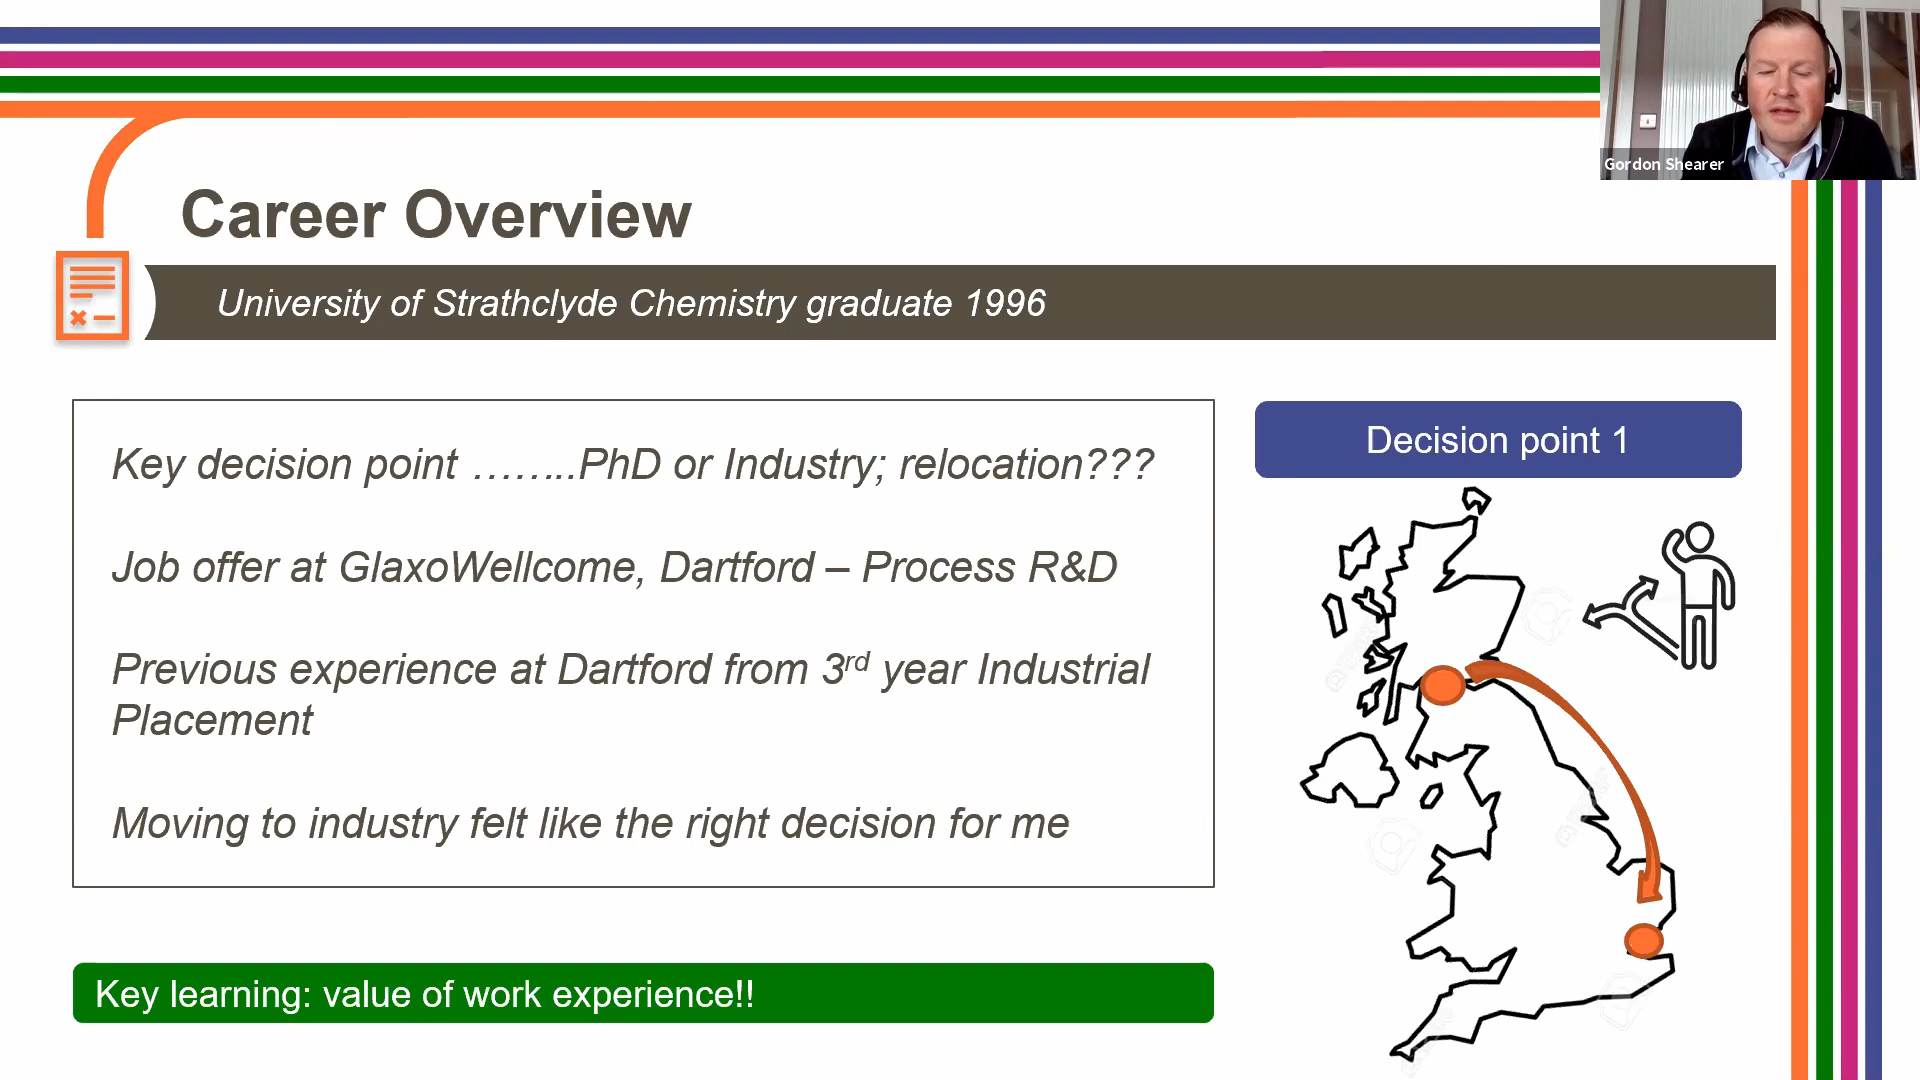 Gordon Shearer
Career Overview
University of Strathclyde Chemistry graduate 1996
Key decision point ……..PhD or Industry; relocation???
Job offer at GlaxoWellcome, Dartford – Process R&D
Previous experience at Dartford from 3rd year Industrial
Placement
Moving to industry felt like the right decision for me
Key learning: value of work experience!!
Decision point 1